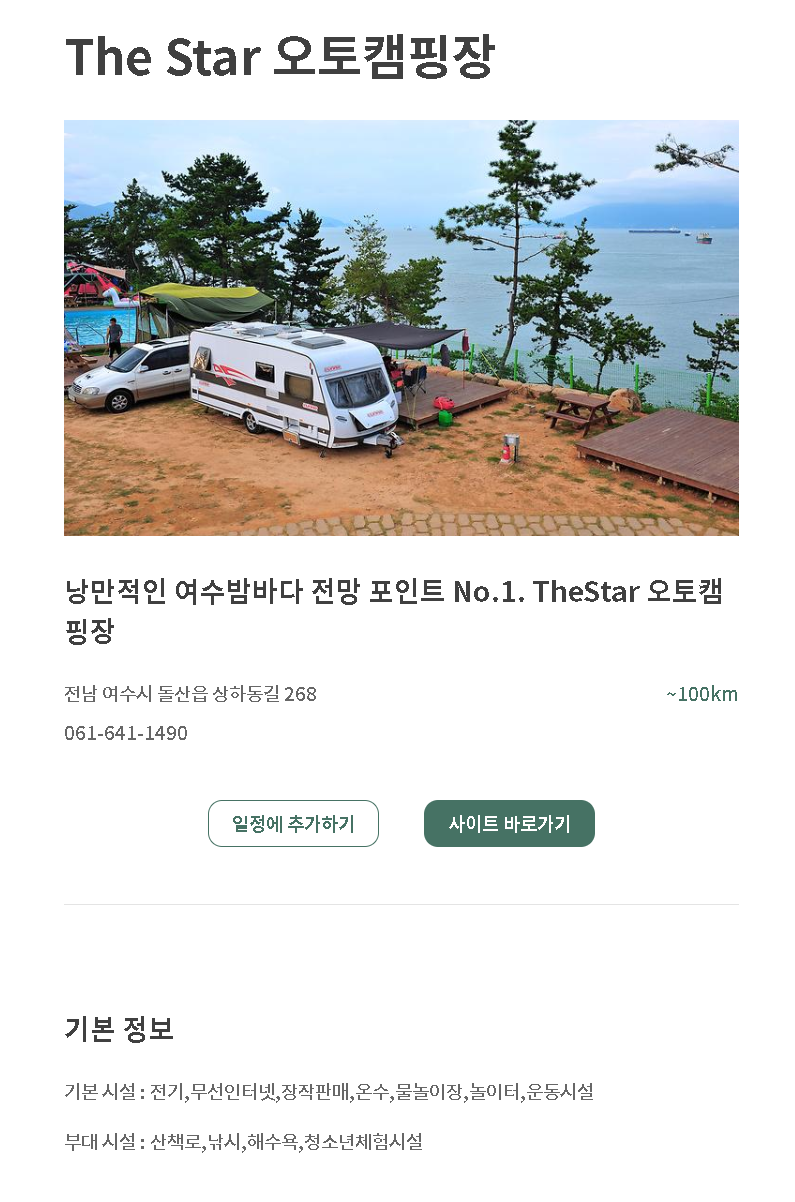 The Star 오토캠핑장
낭만적인 여수밤바다 전망 포인트 No.1. TheStar 오토캠
핑장
전남 여수시 돌산읍 상하동길 268
~100km
061-641-1490
일정에 추가하기
사이트 바로가기
기본 정보
기본 시설 : 전기,무선인터넷,장작판매,온수,물놀이장,놀이터,운동시설
부대 시설 : 산책로,낚시,해수욕,청소년체험시설